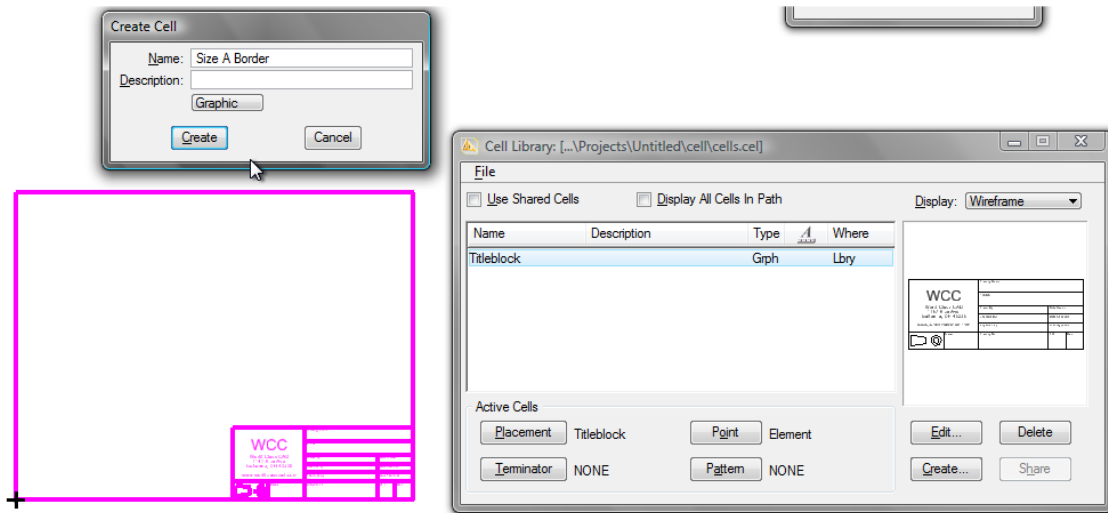 Create Cell
Name: Size A Border
Description:
Graphic
Create Cancel
Cell Library: [...\Projects\Untitled\cell\cells.cel]
File
Use Shared Cells Display All Cells In Path Display: Wireframe
Name Description Type A Where
Titleblock Grph Lbry
WCC
WCC
Active Cells
Placement Titleblock Point Element Edit... Delete
Terminator NONE Pattern NONE Create... Share